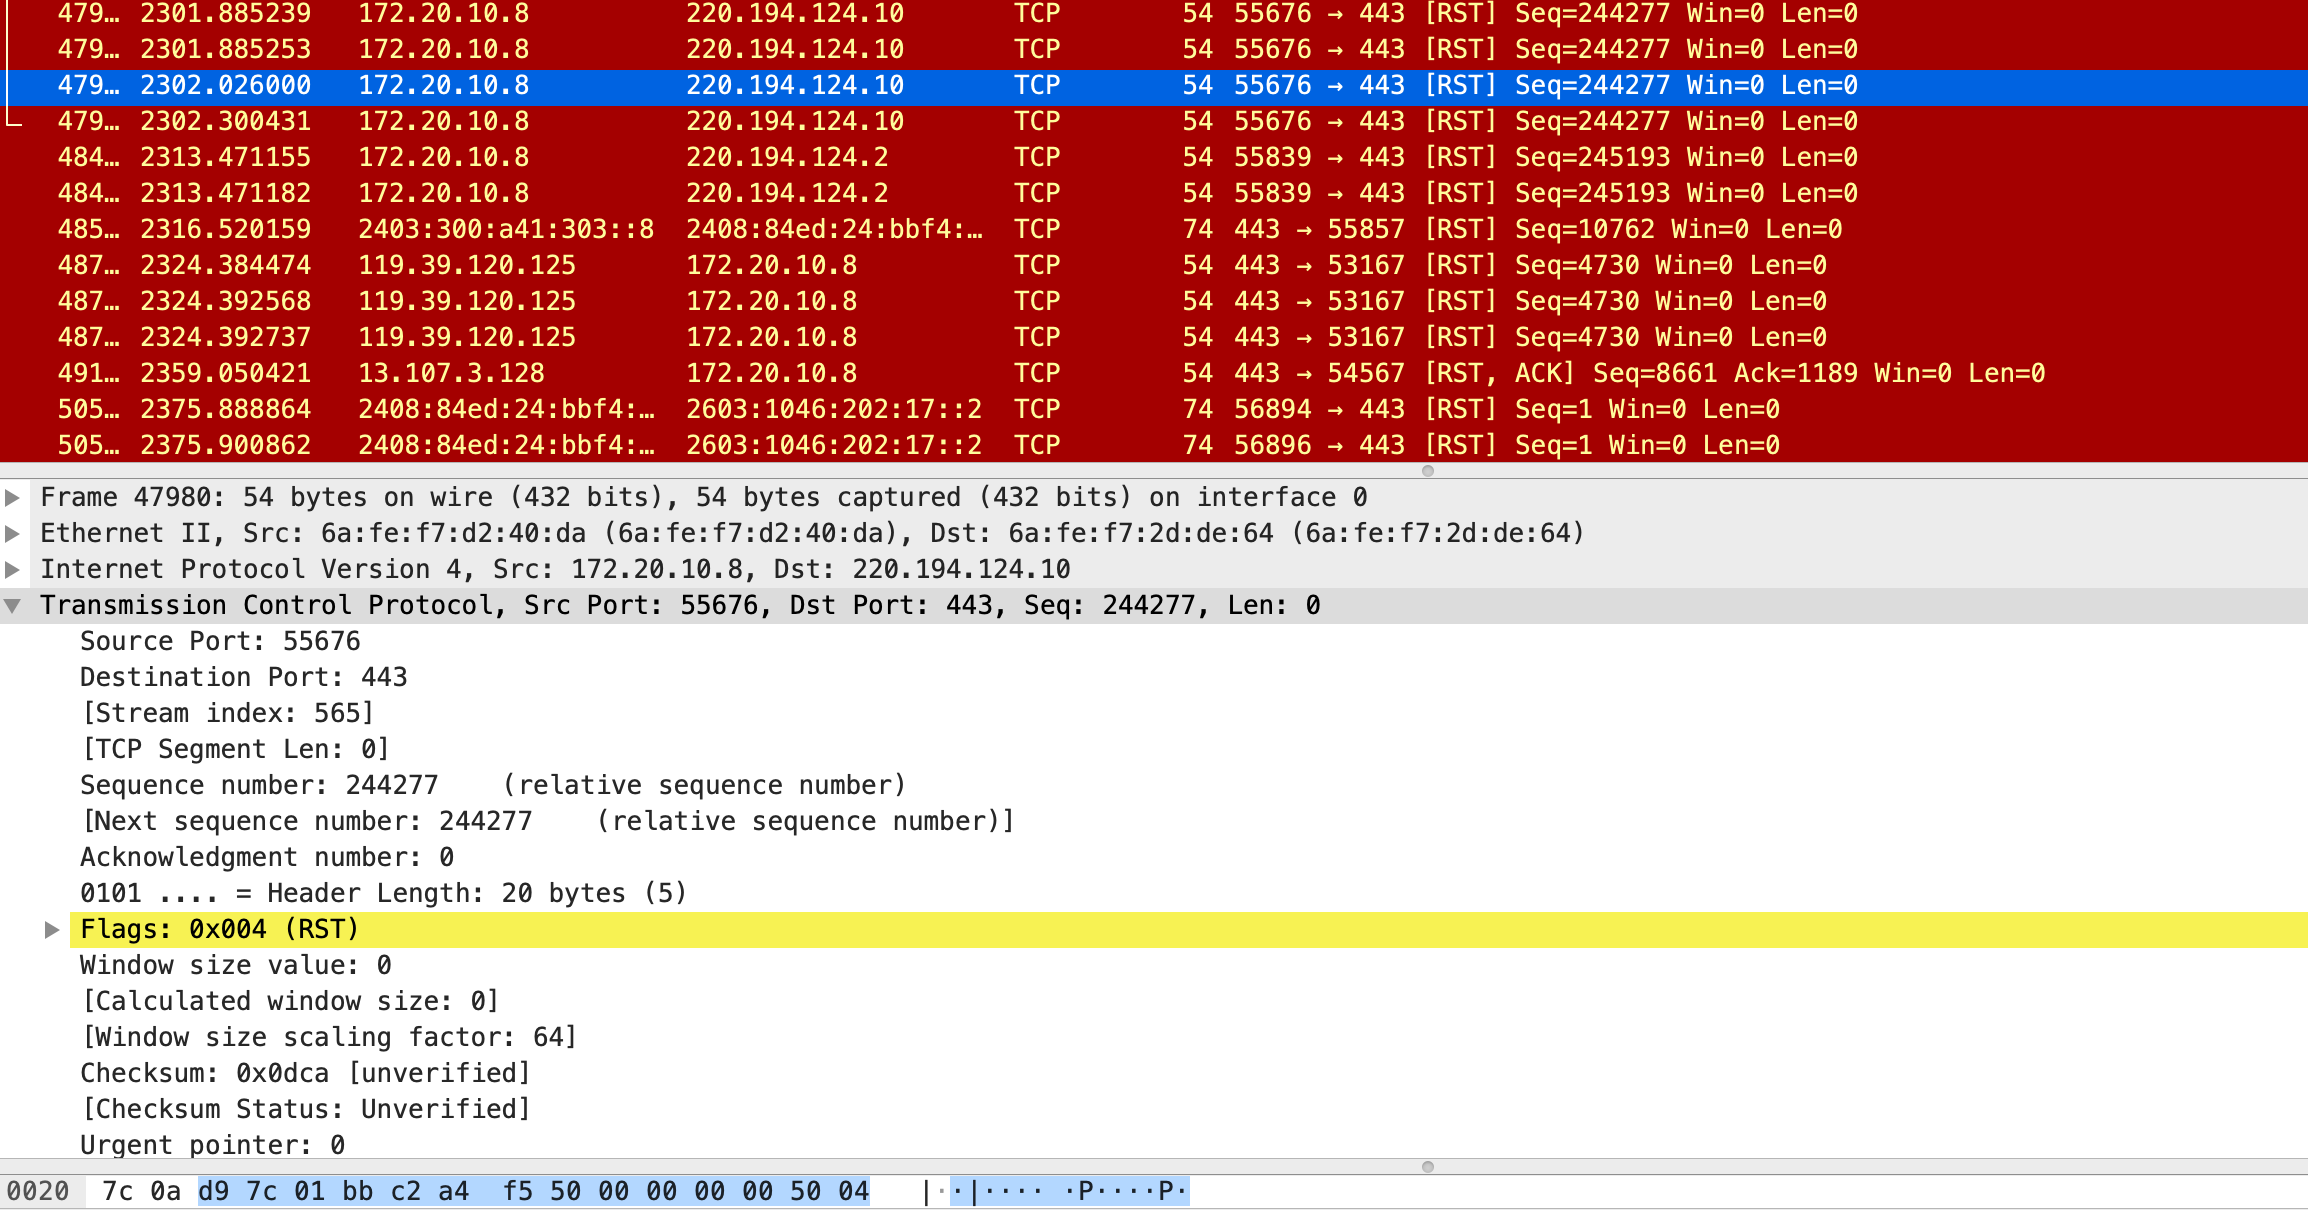 479… 2301.885239 172.20.10.8 220.194.124.10 TCP 54 55676 → 443 [RST] Seq=244277 Win=0 Len=0
479… 2301.885253 172.20.10.8 220.194.124.10 TCP 54 55676 → 443 [RST] Seq=244277 Win=0 Len=0
479… 2302.026000 172.20.10.8 220.194.124.10 TCP 54 55676 → 443 [RST] Seq=244277 Win=0 Len=0
479… 2302.300431 172.20.10.8 220.194.124.10 TCP 54 55676 → 443 [RST] Seq=244277 Win=0 Len=0
484… 2313.471155 172.20.10.8 220.194.124.2 TCP 54 55839 → 443 [RST] Seq=245193 Win=0 Len=0
484… 2313.471182 172.20.10.8 220.194.124.2 TCP 54 55839 → 443 [RST] Seq=245193 Win=0 Len=0
485… 2316.520159 2403:300:a41:303::8 2408:84ed:24:bbf4:… TCP 74 443 → 55857 [RST] Seq=10762 Win=0 Len=0
487… 2324.384474 119.39.120.125 172.20.10.8 TCP 54 443 → 53167 [RST] Seq=4730 Win=0 Len=0
487… 2324.392568 119.39.120.125 172.20.10.8 TCP 54 443 → 53167 [RST] Seq=4730 Win=0 Len=0
487… 2324.392737 119.39.120.125 172.20.10.8 TCP 54 443 → 53167 [RST] Seq=4730 Win=0 Len=0
491… 2359.050421 13.107.3.128 172.20.10.8 TCP 54 443 → 54567 [RST, ACK] Seq=8661 Ack=1189 Win=0 Len=0
505… 2375.888864 2408:84ed:24:bbf4:… 2603:1046:202:17::2 TCP 74 56894 → 443 [RST] Seq=1 Win=0 Len=0
505… 2375.900862 2408:84ed:24:bbf4:… 2603:1046:202:17::2 TCP 74 56896 → 443 [RST] Seq=1 Win=0 Len=0
Frame 47980: 54 bytes on wire (432 bits), 54 bytes captured (432 bits) on interface 0
Ethernet II, Src: 6a:fe:f7:d2:40:da (6a:fe:f7:d2:40:da), Dst: 6a:fe:f7:2d:de:64 (6a:fe:f7:2d:de:64)
Internet Protocol Version 4, Src: 172.20.10.8, Dst: 220.194.124.10
Transmission Control Protocol, Src Port: 55676, Dst Port: 443, Seq: 244277, Len: 0
Source Port: 55676
Destination Port: 443
[Stream index: 565]
[TCP Segment Len: 0]
Sequence number: 244277    (relative sequence number)
[Next sequence number: 244277    (relative sequence number)]
Acknowledgment number: 0
0101 .... = Header Length: 20 bytes (5)
Flags: 0x004 (RST)
Window size value: 0
[Calculated window size: 0]
[Window size scaling factor: 64]
Checksum: 0x0dca [unverified]
[Checksum Status: Unverified]
Urgent pointer: 0
0020 7c 0a d9 7c 01 bb c2 a4 f5 50 00 00 00 00 50 04 |··|···· ·P····P·